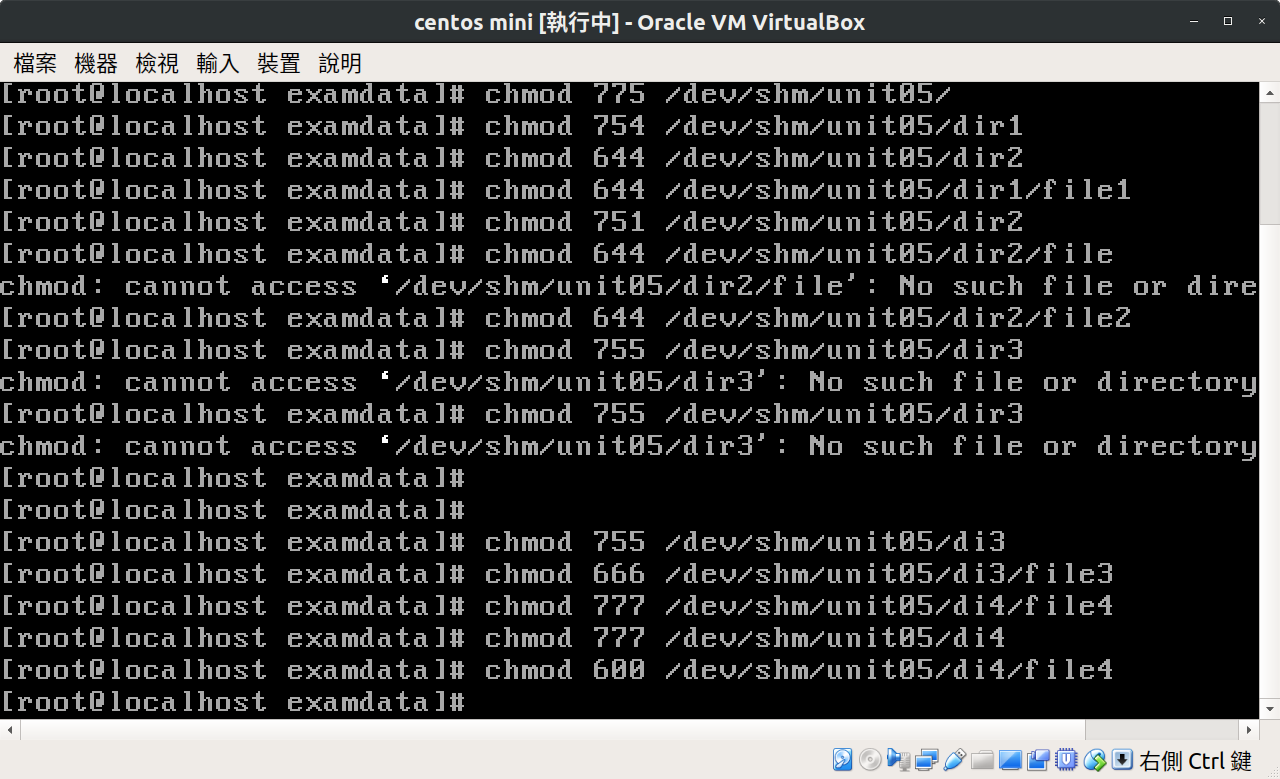 centos mini [執行中] - Oracle VM VirtualBox
檔案 機器 檢視 輸入 裝置 說明
[root@localhost examdata]# chmod 775 /dev/shm/unit05/
[root@localhost examdata]# chmod 754 /dev/shm/unit05/dir1
[root@localhost examdata]# chmod 644 /dev/shm/unit05/dir2
[root@localhost examdata]# chmod 644 /dev/shm/unit05/dir1/file1
[root@localhost examdata]# chmod 751 /dev/shm/unit05/dir2
[root@localhost examdata]# chmod 644 /dev/shm/unit05/dir2/file
chmod: cannot access ‘/dev/shm/unit05/dir2/file’: No such file or dire
[root@localhost examdata]# chmod 644 /dev/shm/unit05/dir2/file2
[root@localhost examdata]# chmod 755 /dev/shm/unit05/dir3
chmod: cannot access ‘/dev/shm/unit05/dir3’: No such file or directory
[root@localhost examdata]# chmod 755 /dev/shm/unit05/dir3
chmod: cannot access ‘/dev/shm/unit05/dir3’: No such file or directory
[root@localhost examdata]#
[root@localhost examdata]#
[root@localhost examdata]# chmod 755 /dev/shm/unit05/di3
[root@localhost examdata]# chmod 666 /dev/shm/unit05/di3/file3
[root@localhost examdata]# chmod 777 /dev/shm/unit05/di4/file4
[root@localhost examdata]# chmod 777 /dev/shm/unit05/di4
[root@localhost examdata]# chmod 600 /dev/shm/unit05/di4/file4
[root@localhost examdata]#
右側 Ctrl 鍵